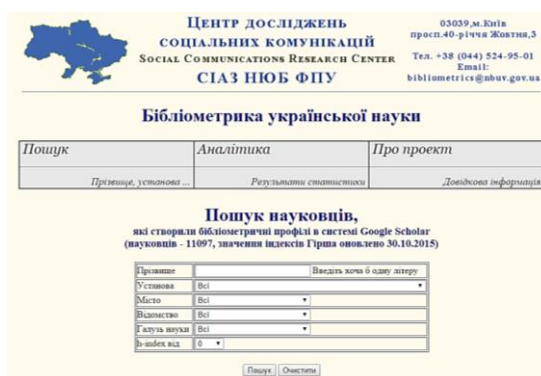 ЦЕНТР ДОСЛІДЖЕНЬ
СОЦІАЛЬНИХ КОМУНІКАЦІЙ
SOCIAL COMMUNICATIONS RESEARCH CENTER
СІАЗ НЮБ ФПУ
03039,м.Київ
просп.40-річчя Жовтня,3
Тел. +38 (044) 524-95-01
Email:
bibliometrics@nbuv.gov.ua
Бібліометрика української науки
Пошук
Прізвище, установа ...
Аналітика
Результати статистики
Про проект
Довідкова інформація
Пошук науковців,
які створили бібліометричні профілі в системі Google Scholar
(науковців - 11097, значення індексів Гірша оновлено 30.10.2015)
Прізвище Введіть хоча б одну літеру
Установа Всі
Місто Всі
Відомство Всі
Галузь науки Всі
h-index від 0
Пошук Очистити